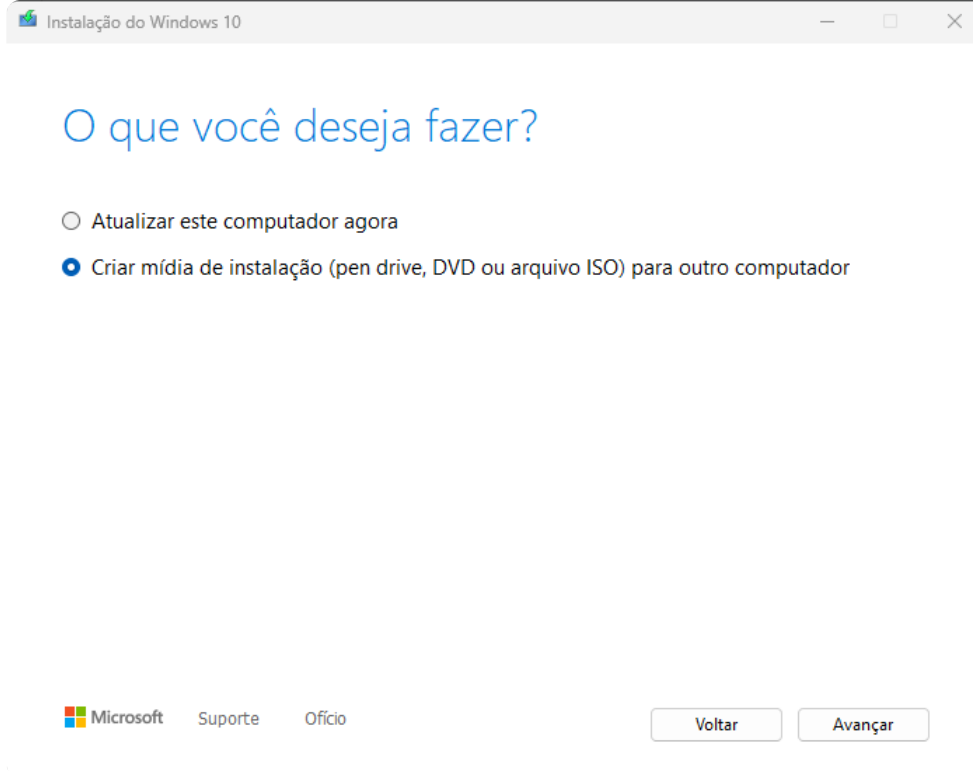 Instalação do Windows 10
O que você deseja fazer?
Atualizar este computador agora
Criar mídia de instalação (pen drive, DVD ou arquivo ISO) para outro computador
Microsoft Suporte Ofício Voltar Avançar